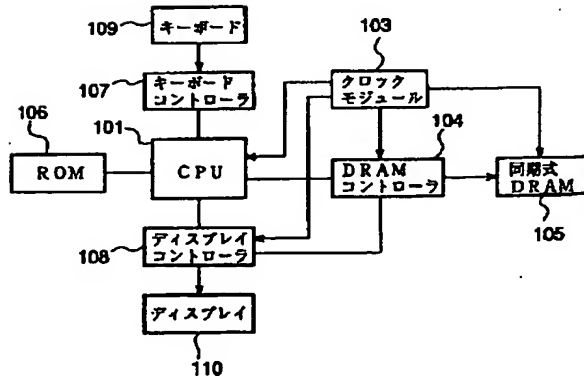 109
キーボード
103
107
キーボード
コントローラ
クロック
モジュール
106
101
104
ROM
CPU
DRAM
コントローラ
同期式
DRAM
105
108
ディスプレイ
コントローラ
ディスプレイ
110